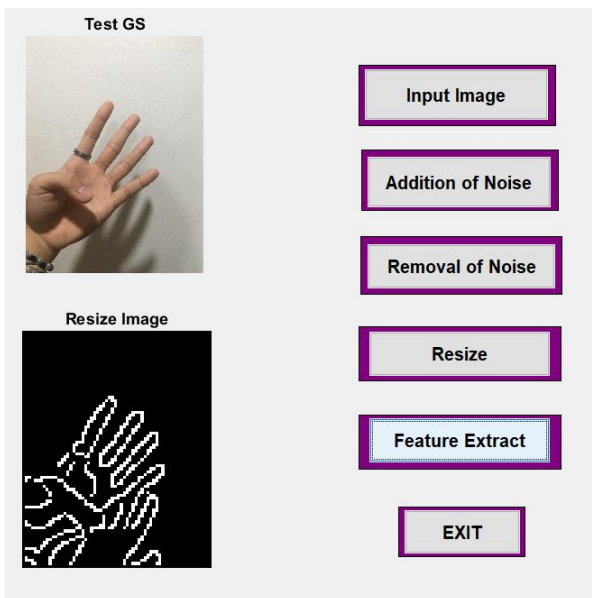 Test GS
Input Image
Addition of Noise
Removal of Noise
Resize Image
Resize
Feature Extract
EXIT